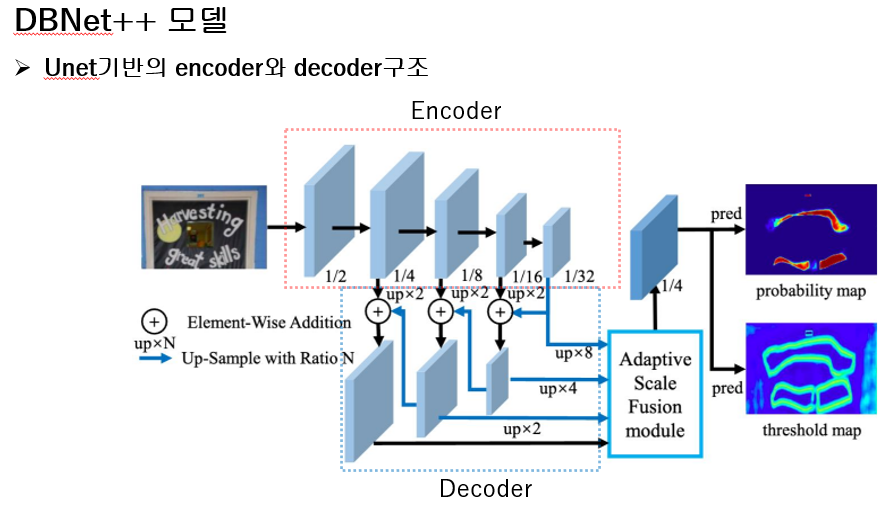 DBNet++ 모델
➢ Unet기반의 encoder와 decoder구조
Encoder
Harvesting
great skills
1/2
1/4
1/8
1/16
1/32
up×2
up×2
up×2
+
+
+
+
Element-Wise Addition
up×N
Up-Sample with Ratio N
up×8
up×4
up×2
Adaptive
Scale
Fusion
module
1/4
pred
probability map
pred
threshold map
Decoder